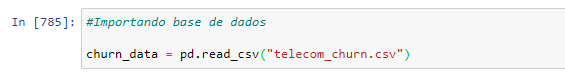 In [785]: #Importando base de dados
churn_data = pd.read_csv("telecom_churn.csv")